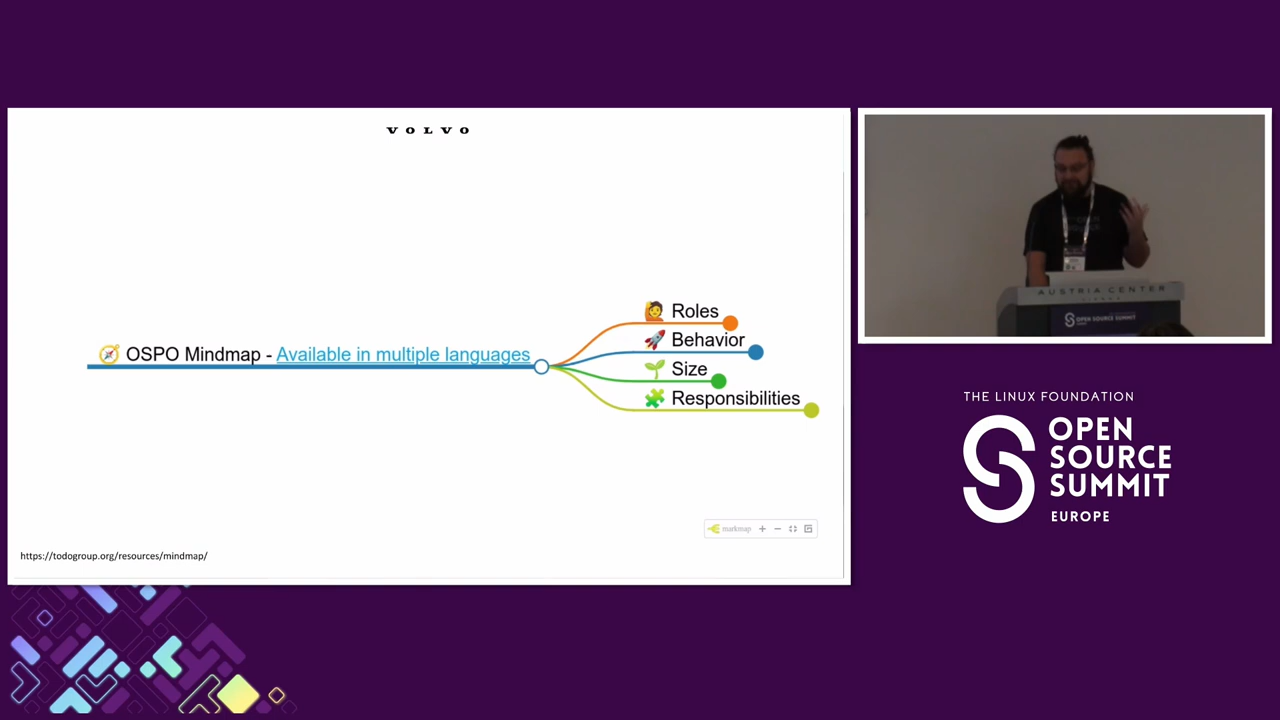 VOLVO
OSPO Mindmap - Available in multiple languages
Roles
Behavior
Size
Responsibilities
markmap
https://todogroup.org/resources/mindmap/
AUSTRIA CENTER
OPEN SOURCE SUMMIT
THE LINUX FOUNDATION
OPEN
SOURCE
SUMMIT
EUROPE